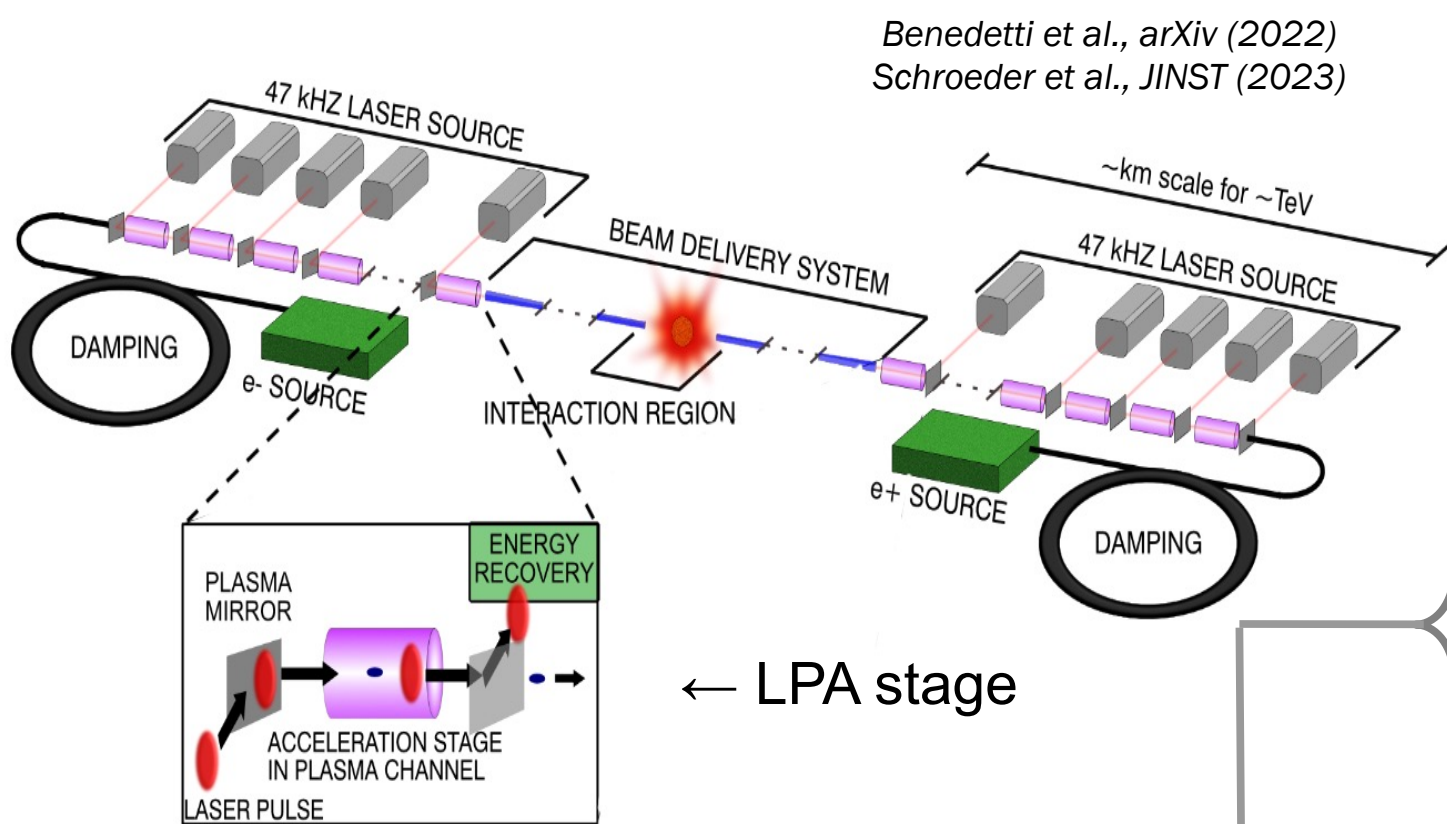 Benedetti et al., arXiv (2022)
Schroeder et al., JINST (2023)
47 kHZ LASER SOURCE
~km scale for ~TeV
BEAM DELIVERY SYSTEM
47 kHZ LASER SOURCE
DAMPING
e- SOURCE
INTERACTION REGION
e+ SOURCE
DAMPING
ENERGY
RECOVERY
PLASMA
MIRROR
← LPA stage
ACCELERATION STAGE
IN PLASMA CHANNEL
LASER PULSE